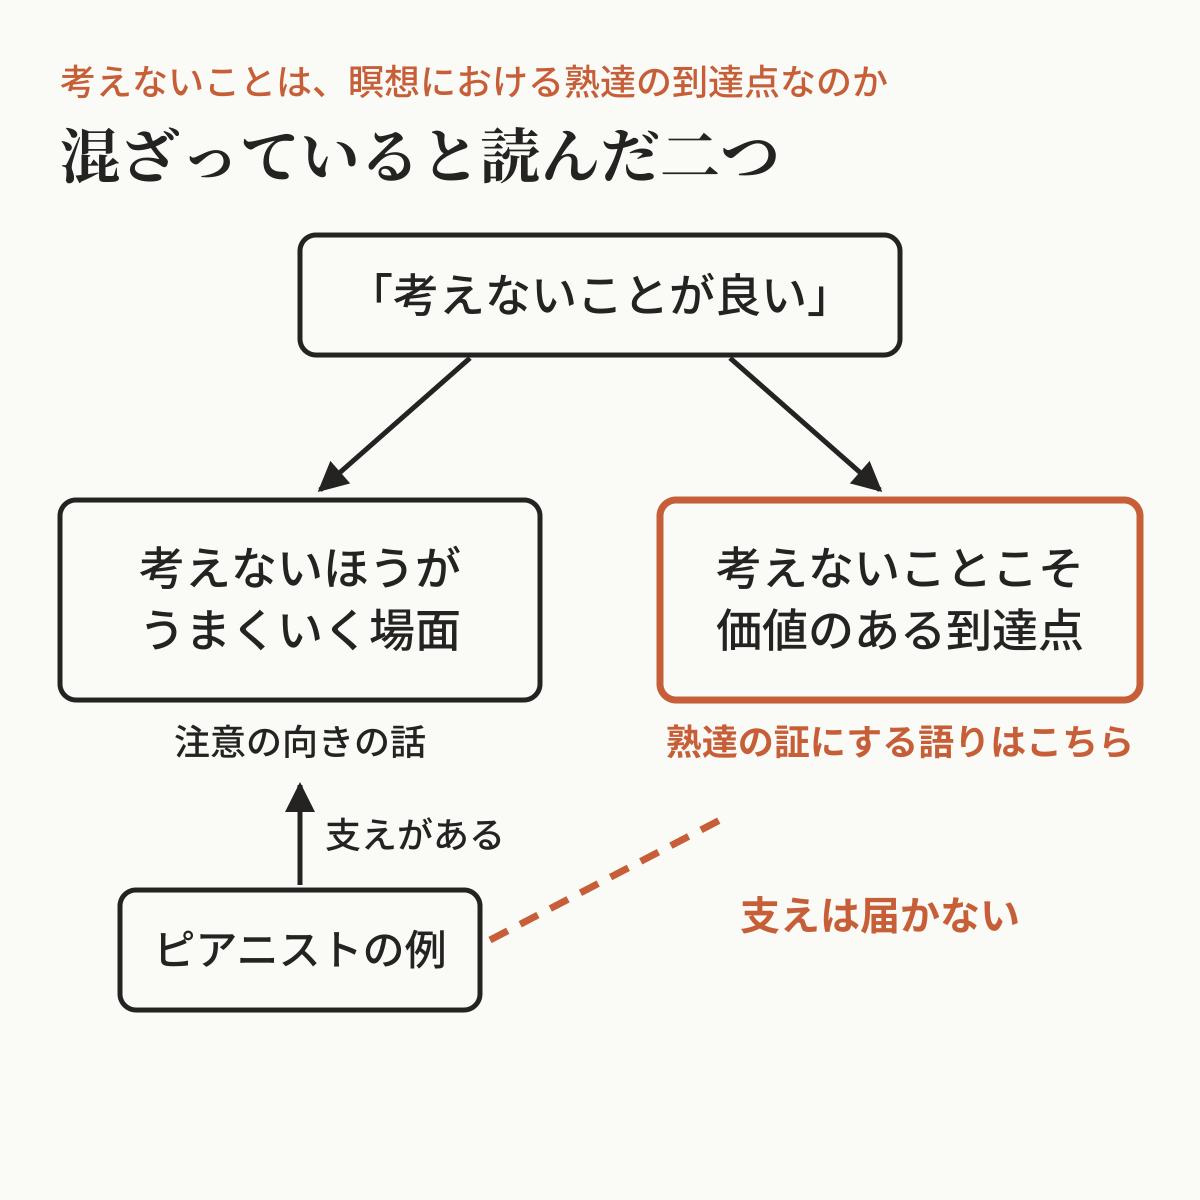 考えないことは、瞑想における熟達の到達点なのか
混ざっていると読んだ二つ
「考えないことが良い」
考えないほうが
うまくいく場面
考えないことこそ
価値のある到達点
注意の向きの話
熟達の証にする語りはこちら
支えがある
支えは届かない
ピアニストの例